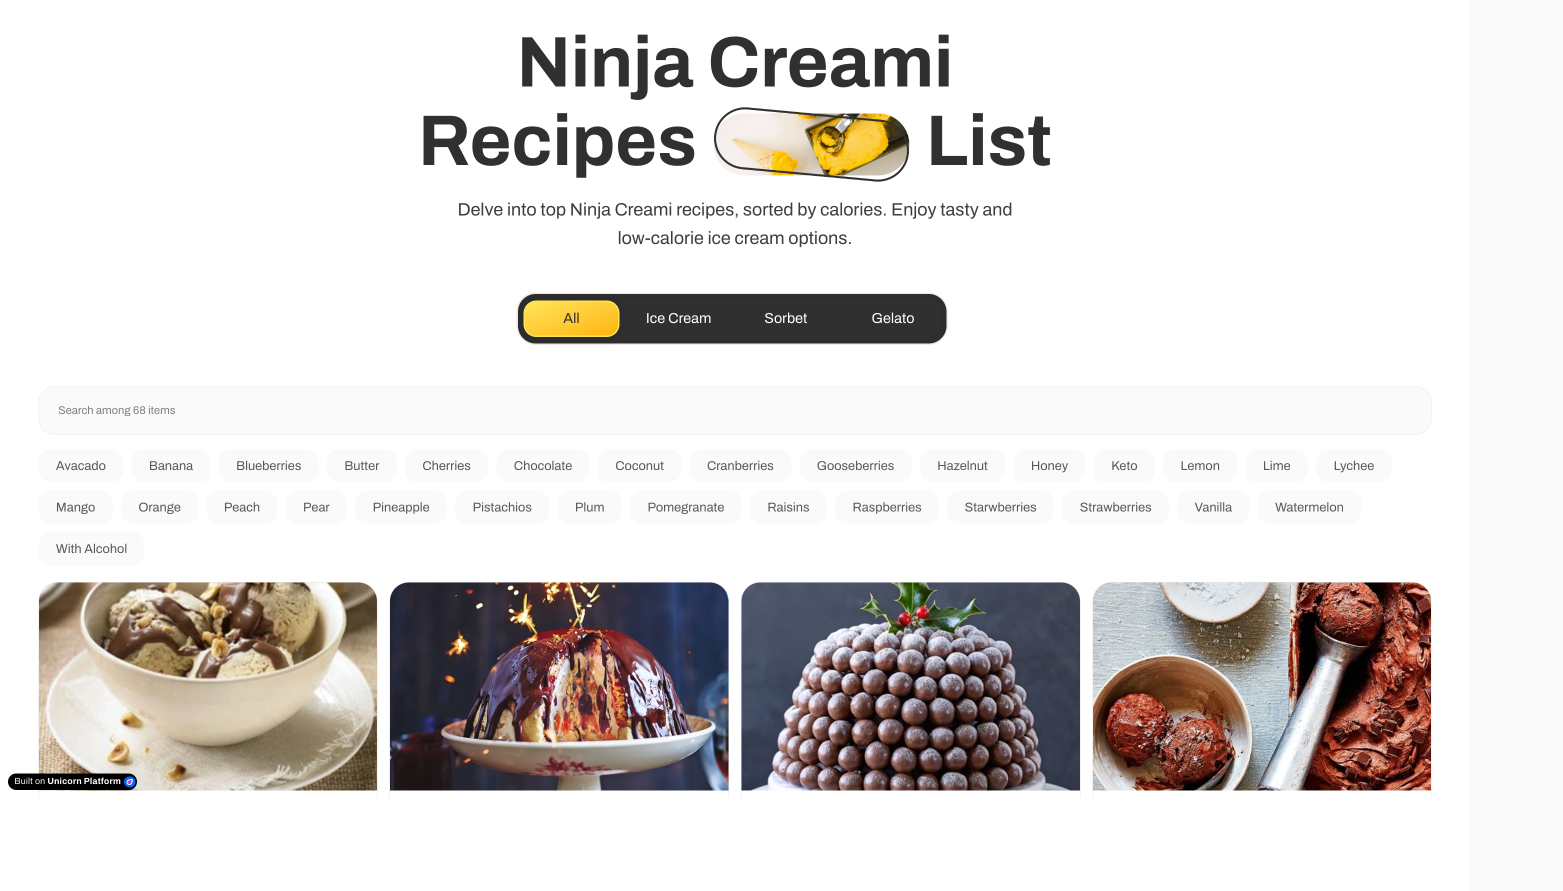 Ninja Creami
Recipes List
Delve into top Ninja Creami recipes, sorted by calories. Enjoy tasty and
low-calorie ice cream options.
All Ice Cream Sorbet Gelato
Search among 68 items
Avacado Banana Blueberries Butter Cherries Chocolate Coconut Cranberries Gooseberries Hazelnut Honey Keto Lemon Lime Lychee
Mango Orange Peach Pear Pineapple Pistachios Plum Pomegranate Raisins Raspberries Starwberries Strawberries Vanilla Watermelon
With Alcohol
Built on Unicorn Platform